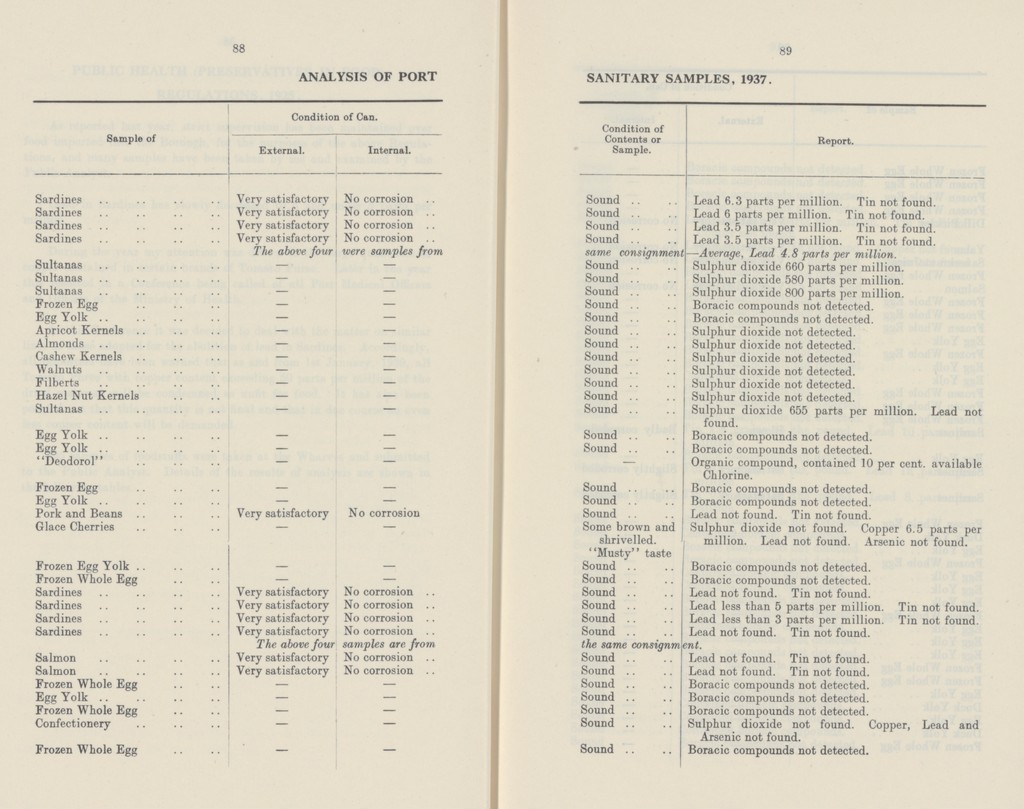 88
ANALYSIS OF PORT
Sample of
Condition of Can.
External.
Internal.
Sardines .. .. .. .. Very satisfactory No corrosion ..
Sardines .. .. .. .. Very satisfactory No corrosion ..
Sardines .. .. .. .. Very satisfactory No corrosion ..
Sardines .. .. .. .. Very satisfactory No corrosion ..
The above four were samples from
Sultanas .. .. .. .. — —
Sultanas .. .. .. .. — —
Sultanas .. .. .. .. — —
Frozen Egg .. .. .. — —
Egg Yolk .. .. .. .. — —
Apricot Kernels .. .. .. — —
Almonds .. .. .. .. — —
Cashew Kernels .. .. .. — —
Walnuts .. .. .. .. — —
Filberts .. .. .. .. — —
Hazel Nut Kernels .. .. — —
Sultanas .. .. .. .. — —
Egg Yolk .. .. .. .. — —
Egg Yolk .. .. .. .. — —
"Deodorol" .. .. .. — —
Frozen Egg .. .. .. — —
Egg Yolk .. .. .. .. — —
Pork and Beans .. .. .. Very satisfactory No corrosion
Glace Cherries .. .. .. — —
Frozen Egg Yolk .. .. .. — —
Frozen Whole Egg .. .. — —
Sardines .. .. .. .. Very satisfactory No corrosion ..
Sardines .. .. .. .. Very satisfactory No corrosion ..
Sardines .. .. .. .. Very satisfactory No corrosion ..
Sardines .. .. .. .. Very satisfactory No corrosion ..
The above four samples are from
Salmon .. .. .. .. Very satisfactory No corrosion ..
Salmon .. .. .. .. Very satisfactory No corrosion ..
Frozen Whole Egg .. .. — —
Egg Yolk .. .. .. .. — —
Frozen Whole Egg .. .. — —
Confectionery .. .. .. — —
Frozen Whole Egg .. .. — —
89
SANITARY SAMPLES, 1937.
Condition of
Contents or
Sample.
Report.
Sound .. .. Lead 6.3 parts per million. Tin not found.
Sound .. .. Lead 6 parts per million. Tin not found.
Sound .. .. Lead 3.5 parts per million. Tin not found.
Sound .. .. Lead 3.5 parts per million. Tin not found.
same consignment—Average, Lead 4.8 parts per million.
Sound .. .. Sulphur dioxide 660 parts per million.
Sound .. .. Sulphur dioxide 580 parts per million.
Sound .. .. Sulphur dioxide 800 parts per million.
Sound .. .. Boracic compounds not detected.
Sound .. .. Boracic compounds not detected.
Sound .. .. Sulphur dioxide not detected.
Sound .. .. Sulphur dioxide not detected.
Sound .. .. Sulphur dioxide not detected.
Sound .. .. Sulphur dioxide not detected.
Sound .. .. Sulphur dioxide not detected.
Sound .. .. Sulphur dioxide not detected.
Sound .. .. Sulphur dioxide 655 parts per million. Lead not
found.
Sound .. .. Boracic compounds not detected.
Sound .. .. Boracic compounds not detected.
— Organic compound, contained 10 per cent. available
Chlorine.
Sound .. .. Boracic compounds not detected.
Sound .. .. Boracic compounds not detected.
Sound .. .. Lead not found. Tin not found.
Some brown and Sulphur dioxide not found. Copper 6.5 parts per
shrivelled. million. Lead not found. Arsenic not found.
"Musty" taste
Sound .. .. Boracic compounds not detected.
Sound .. .. Boracic compounds not detected.
Sound .. .. Lead not found. Tin not found.
Sound .. .. Lead less than 5 parts per million. Tin not found.
Sound .. .. Lead less than 3 parts per million. Tin not found.
Sound .. .. Lead not found. Tin not found.
the same consignment.
Sound .. .. Lead not found. Tin not found.
Sound .. .. Lead not found. Tin not found.
Sound .. .. Boracic compounds not detected.
Sound .. .. Boracic compounds not detected.
Sound .. .. Boracic compounds not detected.
Sound .. .. Sulphur dioxide not found. Copper, Lead and
Arsenic not found.
Sound .. .. Boracic compounds not detected.